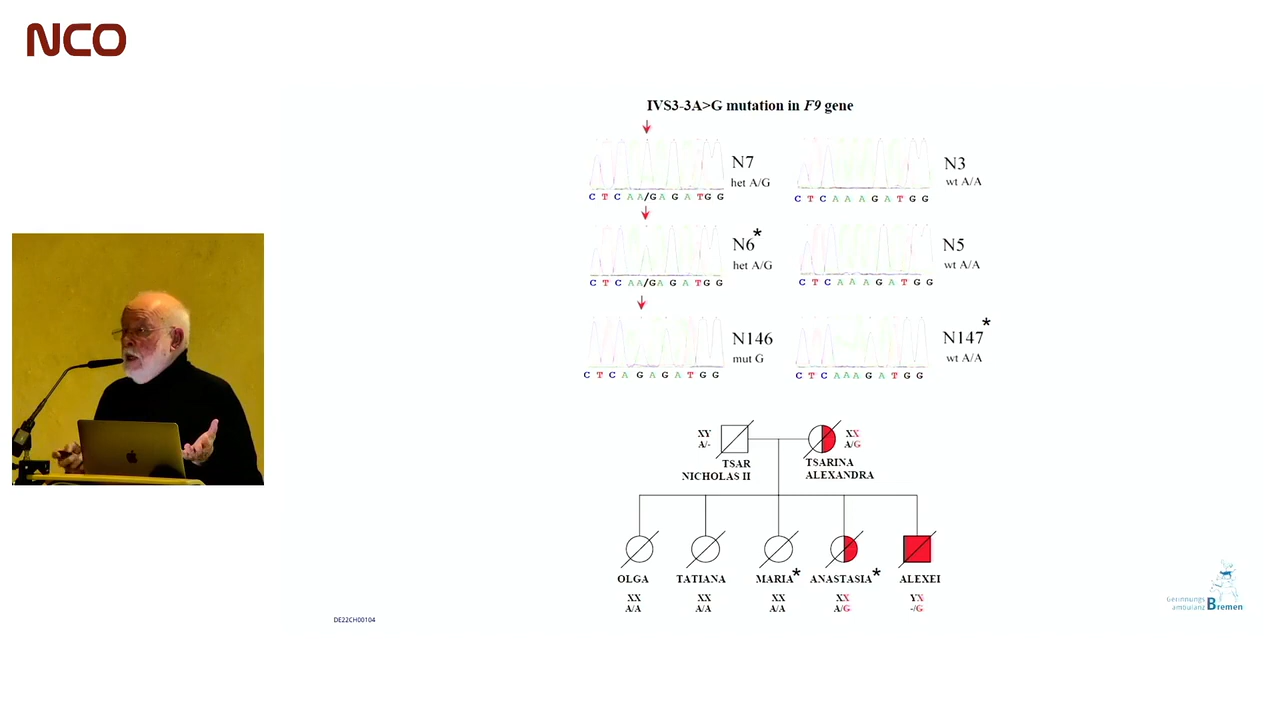 NCO
IVS3-3A>G mutation in F9 gene
N7
het A/G
C T C A A/G A G A T G G
N3
wt A/A
C T C A A A G A T G G
N6*
het A/G
C T C A A/G A G A T G G
N5
wt A/A
C T C A A A G A T G G
N146
mut G
C T C A G A G A T G G
N147*
wt A/A
C T C A A A G A T G G
XY
A/-
XX
A/G
TSAR
NICHOLAS II
TSARINA
ALEXANDRA
OLGA
TATIANA
MARIA*
ANASTASIA*
ALEXEI
XX
XX
XX
XX
YX
A/A
A/A
A/A
A/G
-/G
DE22CH00104
Gerinnungs
ambulanz Bremen